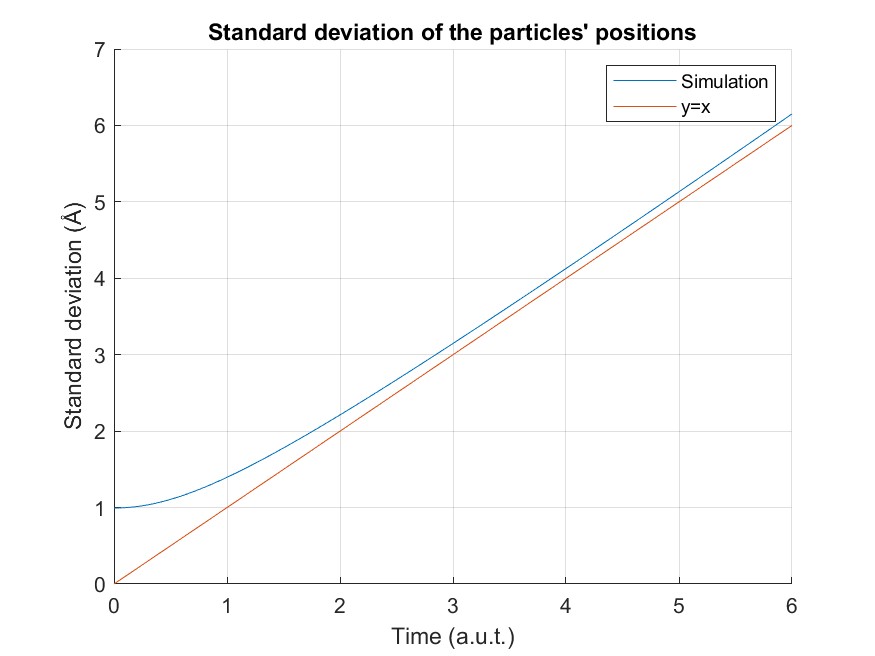 Standard deviation of the particles' positions
Simulation
y=x
7
6
5
4
3
2
1
0
Standard deviation (Å)
0 1 2 3 4 5 6
Time (a.u.t.)